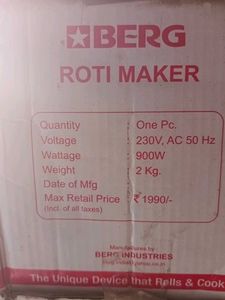 BERG
ROTI MAKER
Quantity : One Pc.
Voltage : 230V, AC 50 Hz
Wattage : 900W
Weight : 2 Kg.
Date of Mfg
Max Retail Price : ₹ 1990/-
(Incl. of all taxes)
Manufactured by
BERG INDUSTRIES
The Unique Device that Rolls & Cook